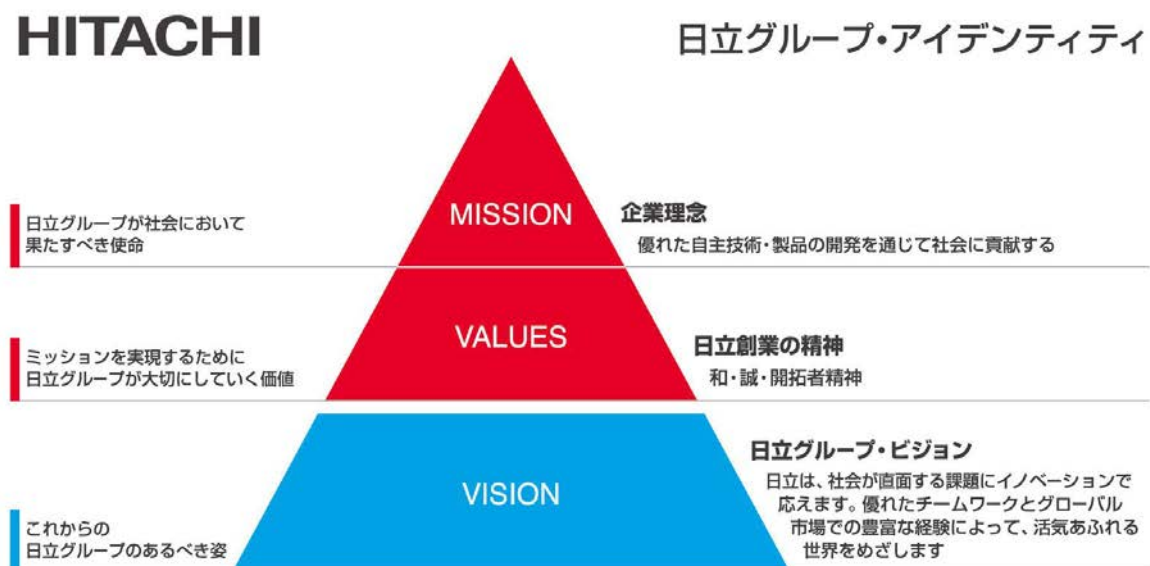 HITACHI
日立グループ・アイデンティティ
日立グループが社会において
果たすべき使命
MISSION
企業理念
優れた自主技術・製品の開発を通じて社会に貢献する
ミッションを実現するために
日立グループが大切にしていく価値
VALUES
日立創業の精神
和・誠・開拓者精神
これからの
日立グループのあるべき姿
VISION
日立グループ・ビジョン
日立は、社会が直面する課題にイノベーションで
応えます。優れたチームワークとグローバル
市場での豊富な経験によって、活気あふれる
世界をめざします